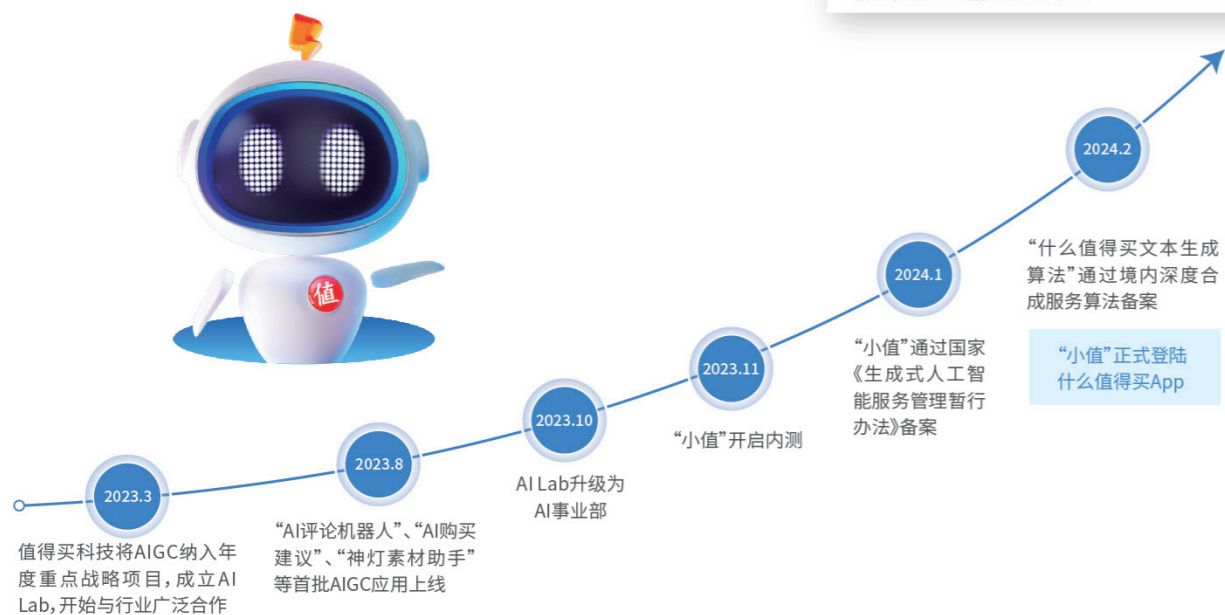 值
2023.3
值得买科技将AIGC纳入年
度重点战略项目，成立AI
Lab，开始与行业广泛合作
2023.8
“AI评论机器人”、“AI购买
建议”、“神灯素材助手”
等首批AIGC应用上线
2023.10
AI Lab升级为
AI事业部
2023.11
“小值”开启内测
2024.1
“小值”通过国家
《生成式人工智
能服务管理暂行
办法》备案
2024.2
“什么值得买文本生成
算法”通过境内深度合
成服务算法备案
“小值”正式登陆
什么值得买App